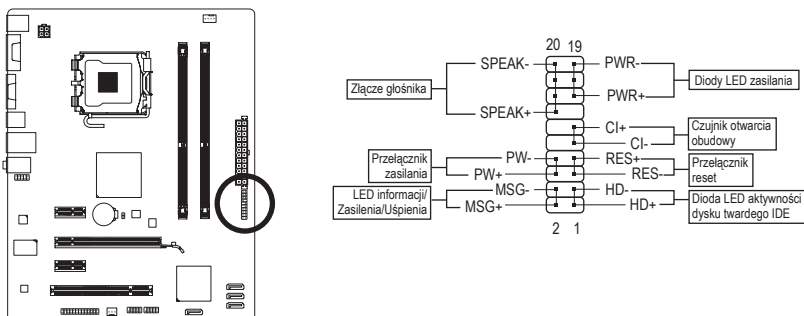 20 19
SPEAK- PWR-
Złącze głośnika
Diody LED zasilania
PWR+
SPEAK+
CI+
Czujnik otwarcia
obudowy
CI-
Przełącznik
zasilania
PW- RES+
Przełącznik
reset
PW+ RES-
LED informacji/
Zasilenia/Uśpienia
MSG- HD-
Dioda LED aktywności
dysku twardego IDE
MSG+ HD+
2 1